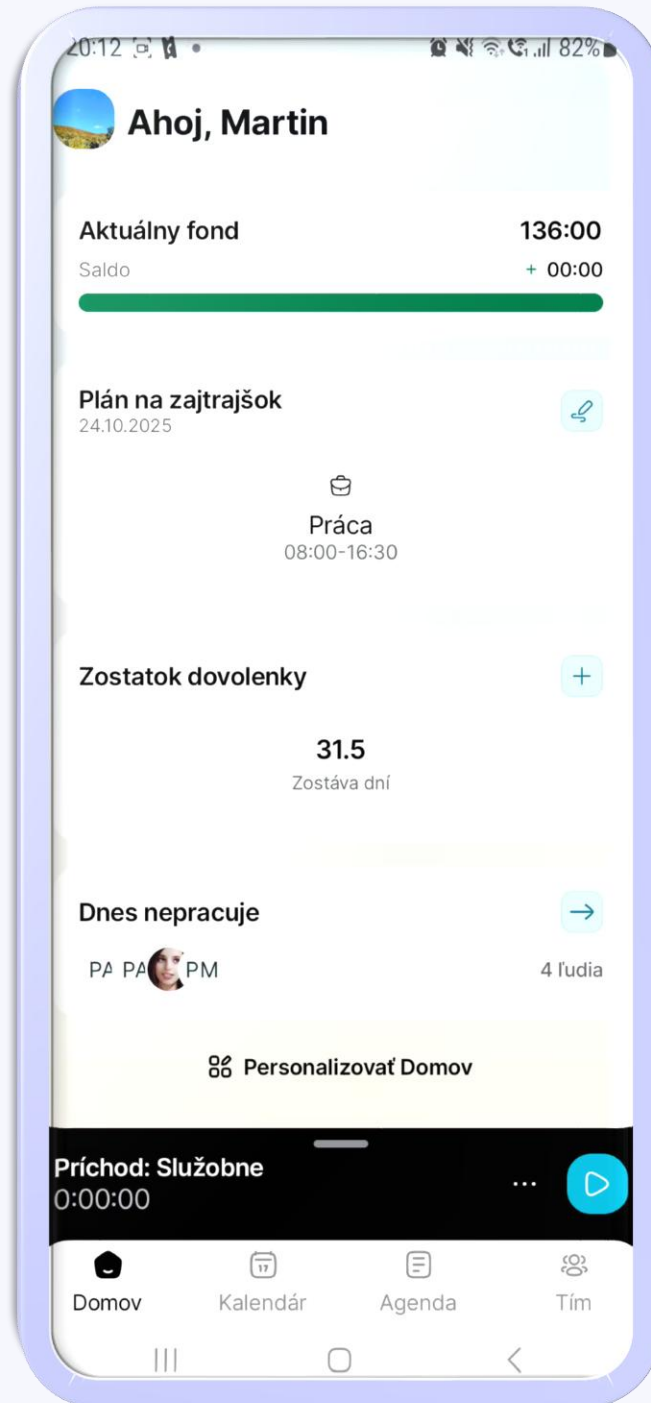 20:12 82%
Ahoj, Martin
Aktuálny fond 136:00
Saldo + 00:00
Plán na zajtrajšok
24.10.2025
Práca
08:00-16:30
Zostatok dovolenky
31.5
Zostáva dní
Dnes nepracuje
PA PA PM 4 ľudia
Personalizovať Domov
Príchod: Služobne
0:00:00
17
Domov Kalendár Agenda Tím